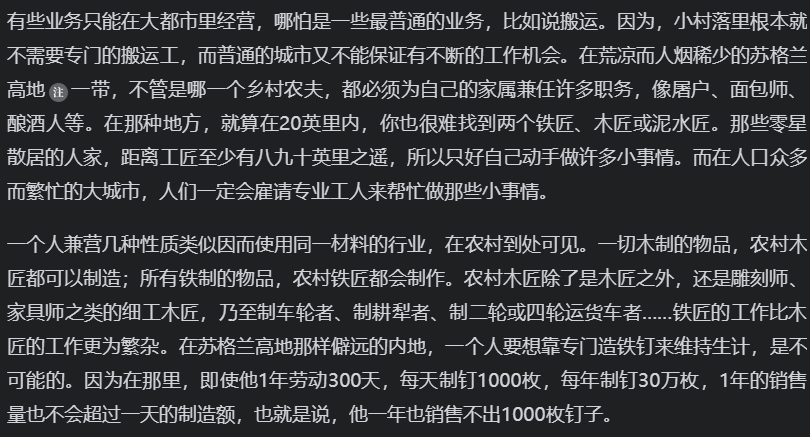 有些业务只能在大都市里经营，哪怕是一些最普通的业务，比如说搬运。因为，小村落里根本就
不需要专门的搬运工，而普通的城市又不能保证有不断的工作机会。在荒凉而人烟稀少的苏格兰
高地注一带，不管是哪一个乡村农夫，都必须为自己的家属兼任许多职务，像屠户、面包师、
酿酒人等。在那种地方，就算在20英里内，你也很难找到两个铁匠、木匠或泥水匠。那些零星
散居的人家，距离工匠至少有八九十英里之遥，所以只好自己动手做许多小事情。而在人口众多
而繁忙的大城市，人们一定会雇请专业工人来帮忙做那些小事情。
一个人兼营几种性质类似因而使用同一材料的行业，在农村到处可见。一切木制的物品，农村木
匠都可以制造；所有铁制的物品，农村铁匠都会制作。农村木匠除了是木匠之外，还是雕刻师、
家具师之类的细工木匠，乃至制车轮者、制耕犁者、制二轮或四轮运货车者......铁匠的工作比木
匠的工作更为繁杂。在苏格兰高地那样僻远的内地，一个人要想靠专门造铁钉来维持生计，是不
可能的。因为在那里，即使他1年劳动300天，每天制钉1000枚，每年制钉30万枚，1年的销售
量也不会超过一天的制造额，也就是说，他一年也销售不出1000枚钉子。